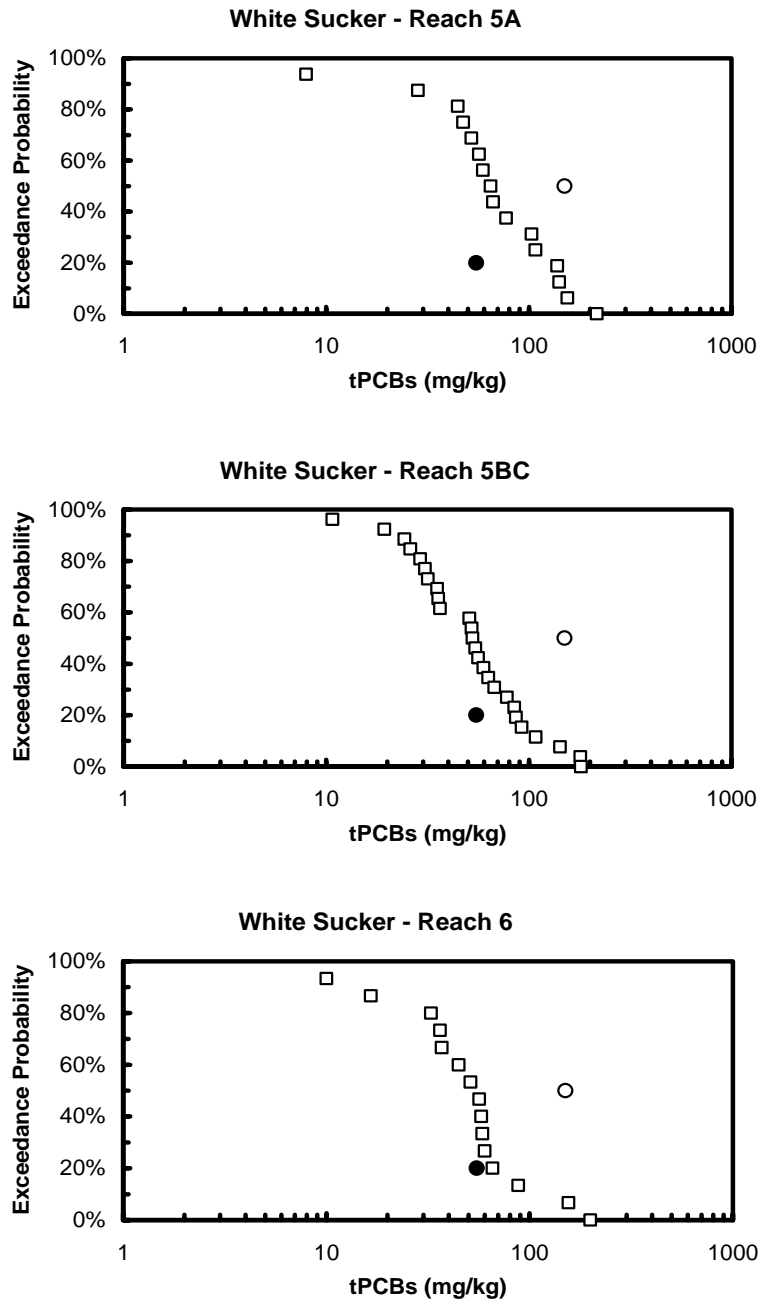 White Sucker - Reach 5A
100%
80%
60%
40%
20%
0%
Exceedance Probability
1 10 100 1000
tPCBs (mg/kg)
White Sucker - Reach 5BC
100%
80%
60%
40%
20%
0%
Exceedance Probability
1 10 100 1000
tPCBs (mg/kg)
White Sucker - Reach 6
100%
80%
60%
40%
20%
0%
Exceedance Probability
1 10 100 1000
tPCBs (mg/kg)